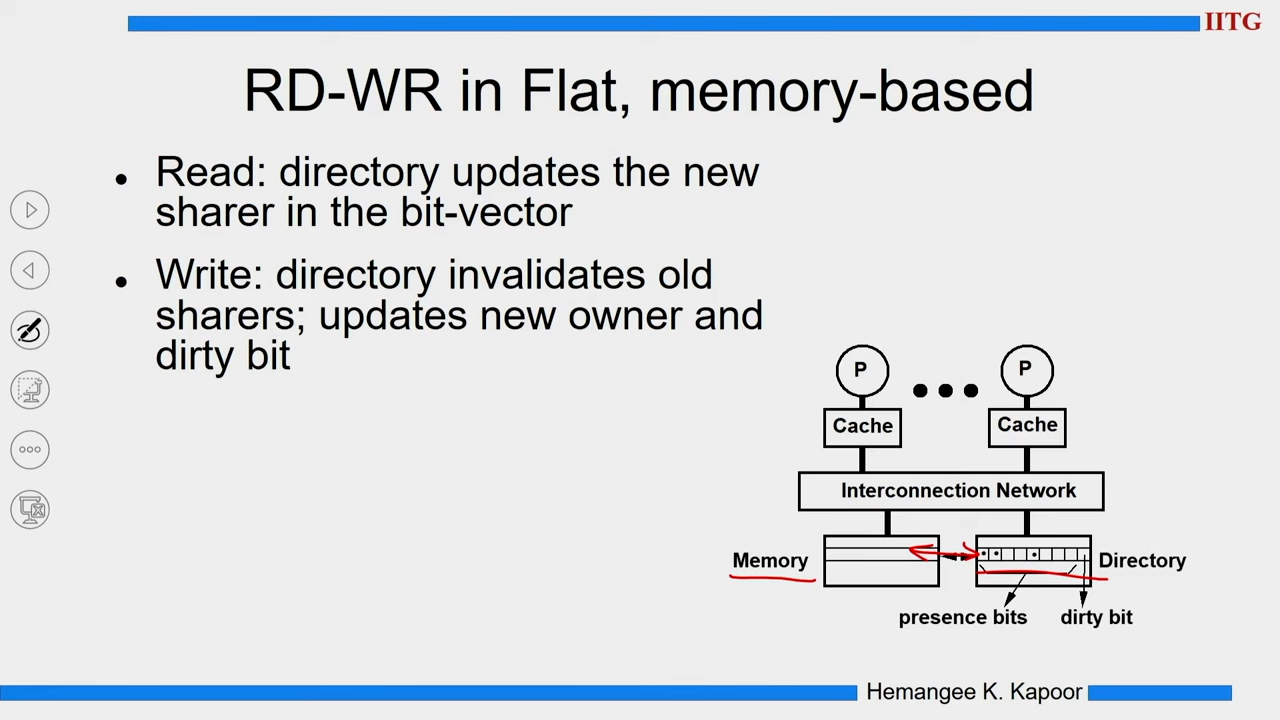 IITG
RD-WR in Flat, memory-based
• Read: directory updates the new
sharer in the bit-vector
• Write: directory invalidates old
sharers; updates new owner and
dirty bit
P
P
Cache
Cache
Interconnection Network
Memory
Directory
presence bits
dirty bit
Hemangee K. Kapoor